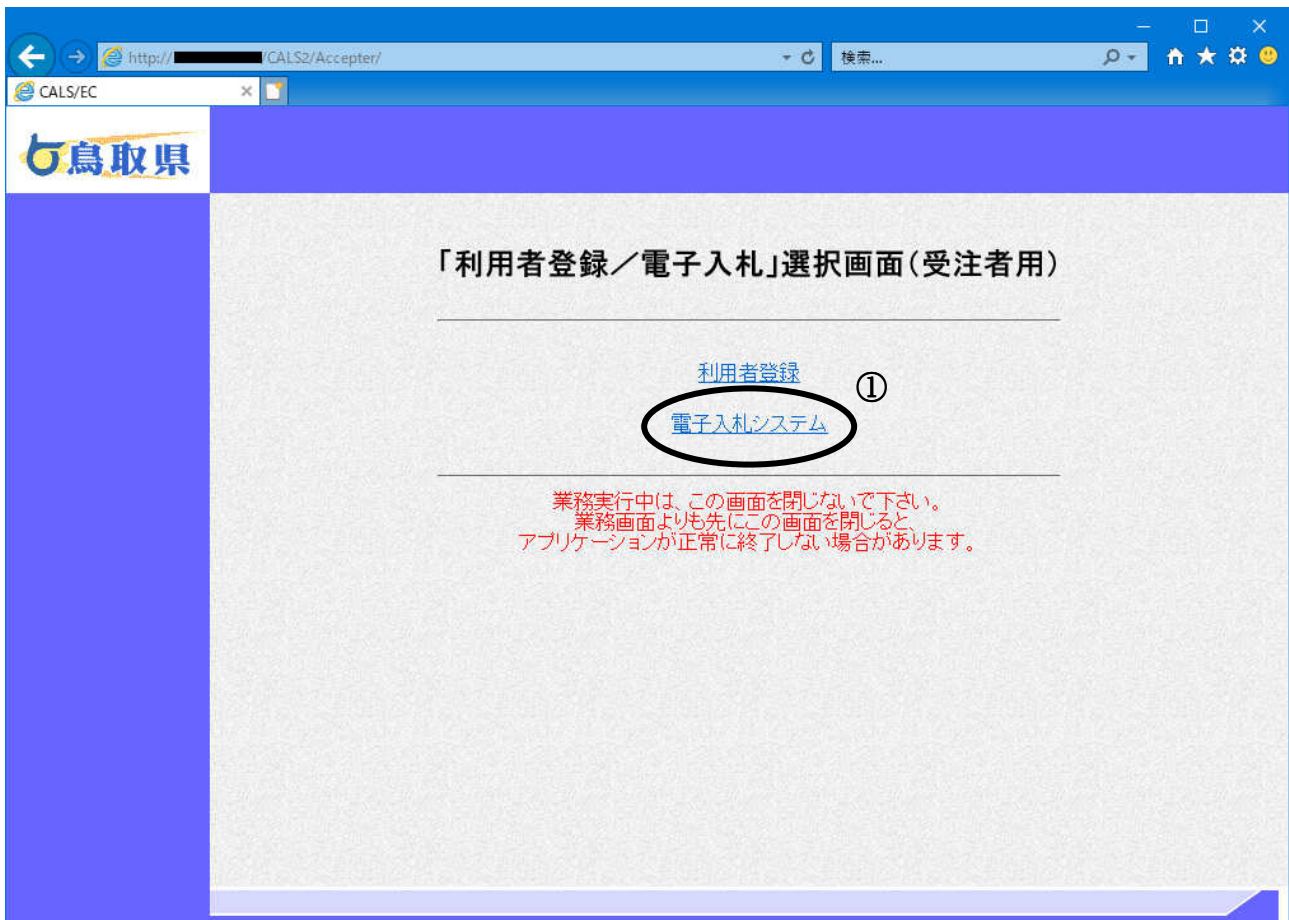 http://
/CALS2/Accepter/
検索...
CALS/EC
鳥取県
「利用者登録／電子入札」選択画面（受注者用）
利用者登録
①
電子入札システム
業務実行中は、この画面を閉じないで下さい。
業務画面よりも先にこの画面を閉じると、
アプリケーションが正常に終了しない場合があります。